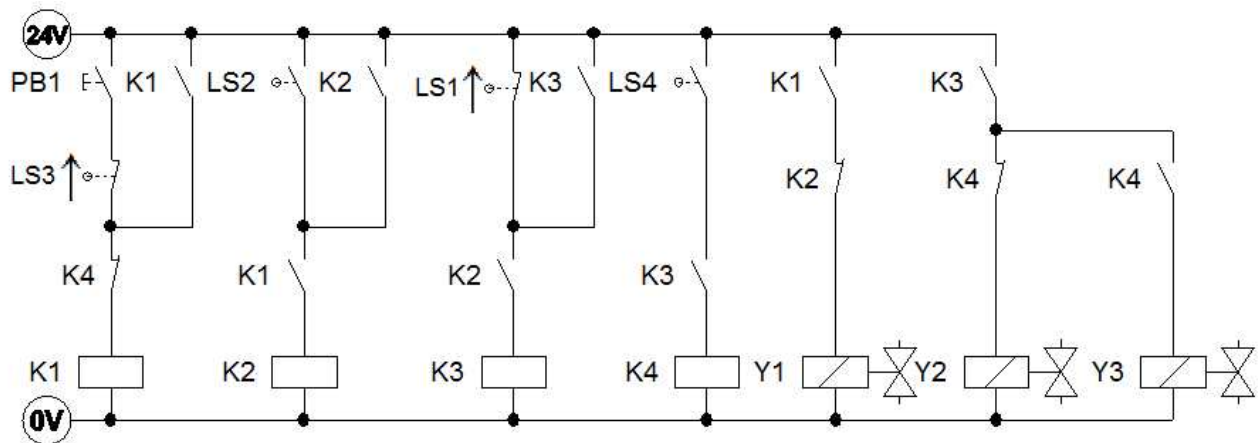 24V
PB1 K1 LS2 K2 LS1 K3 LS4 K1 K3
LS3 K2 K4 K4
K4 K1 K2 K3
K1 K2 K3 K4 Y1 Y2 Y3
0V